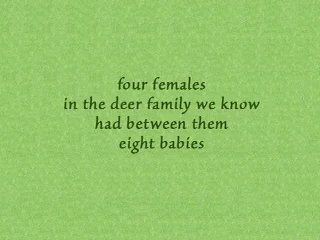 four females
in the deer family we know
had between them
eight babies